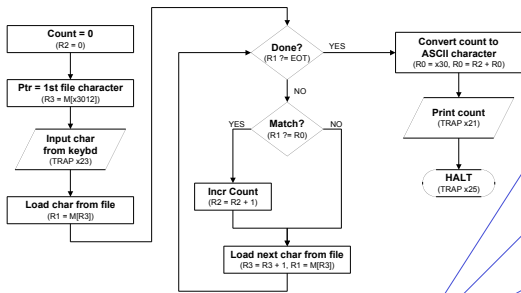 Count = 0
(R2 = 0)
Ptr = 1st file character
(R3 = M[x3012])
Input char
from keybd
(TRAP x23)
Load char from file
(R1 = M[R3])
Done?
(R1 ?= EOT)
YES
NO
Match?
(R1 ?= R0)
YES
NO
Incr Count
(R2 = R2 + 1)
Load next char from file
(R3 = R3 + 1, R1 = M[R3])
Convert count to
ASCII character
(R0 = x30, R0 = R2 + R0)
Print count
(TRAP x21)
HALT
(TRAP x25)